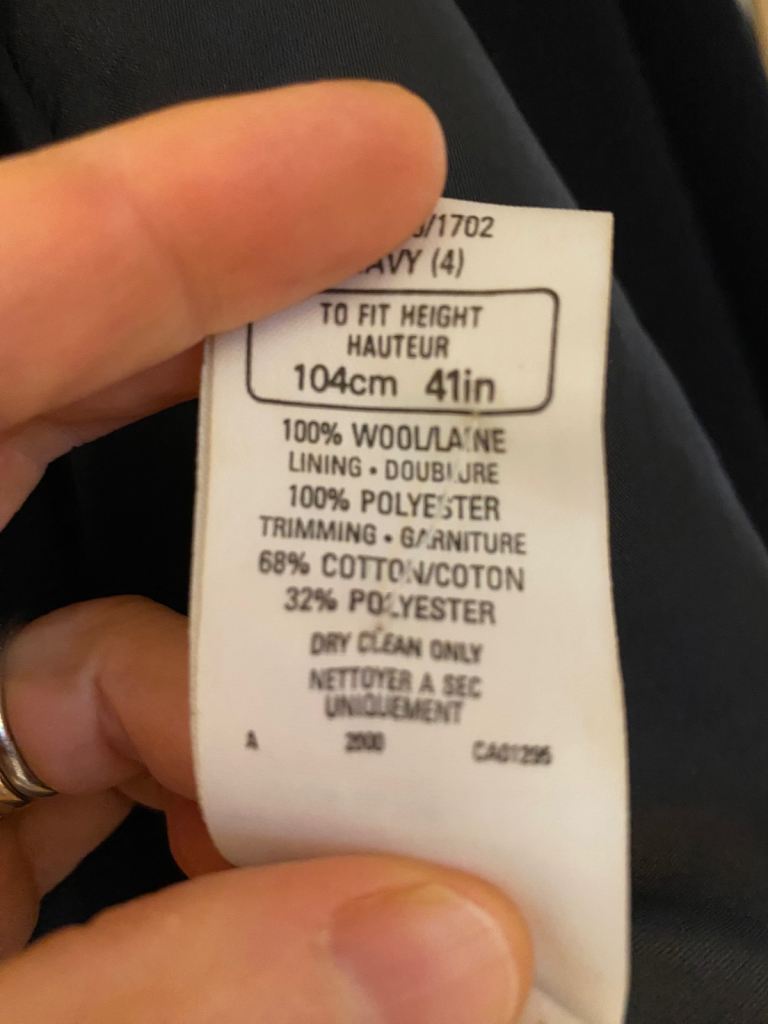 /1702
AVY (4)
TO FIT HEIGHT
HAUTEUR
104cm 41in
100% WOOL/LAINE
LINING • DOUBLURE
100% POLYESTER
TRIMMING • GARNITURE
68% COTTON/COTON
32% POLYESTER
DRY CLEAN ONLY
NETTOYER A SEC
UNIQUEMENT
A 2000 CA01295